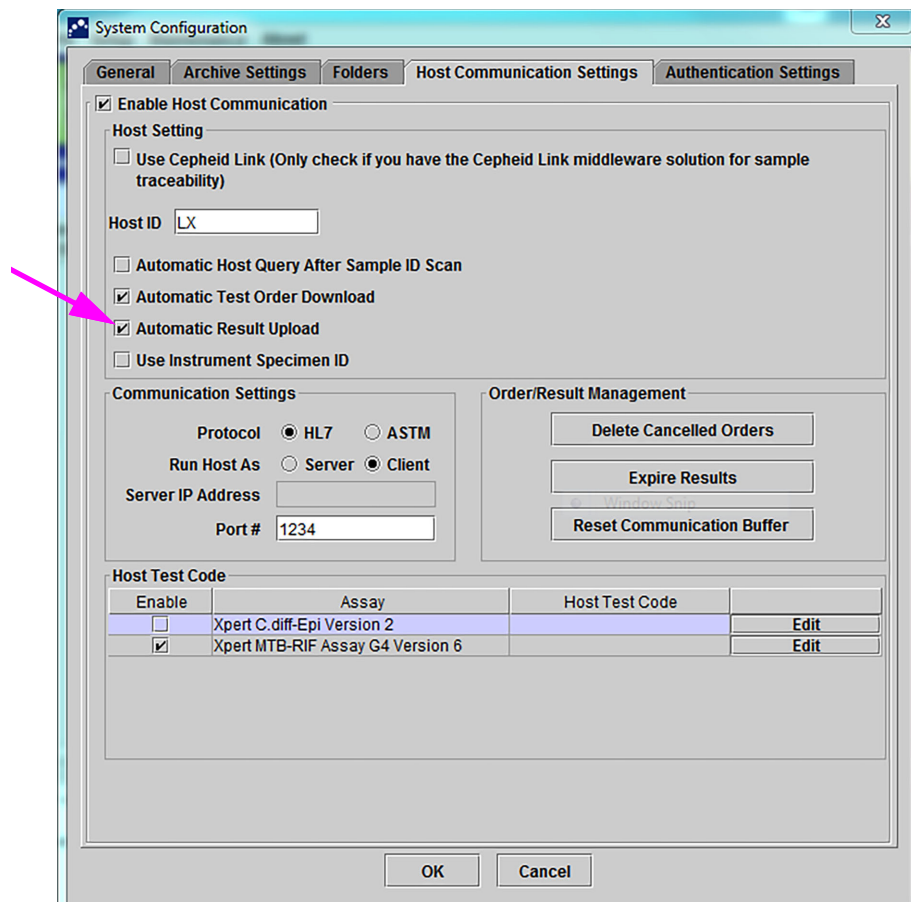 System Configuration
General Archive Settings Folders Host Communication Settings Authentication Settings
Enable Host Communication
Host Setting
Use Cepheid Link (Only check if you have the Cepheid Link middleware solution for sample
traceability)
Host ID LX
Automatic Host Query After Sample ID Scan
Automatic Test Order Download
Automatic Result Upload
Use Instrument Specimen ID
Communication Settings
Protocol HL7 ASTM
Run Host As Server Client
Server IP Address
Port # 1234
Order/Result Management
Delete Cancelled Orders
Expire Results
Window Snip
Reset Communication Buffer
Host Test Code
Enable Assay Host Test Code
Xpert C.diff-Epi Version 2 Edit
Xpert MTB-RIF Assay G4 Version 6 Edit
OK Cancel